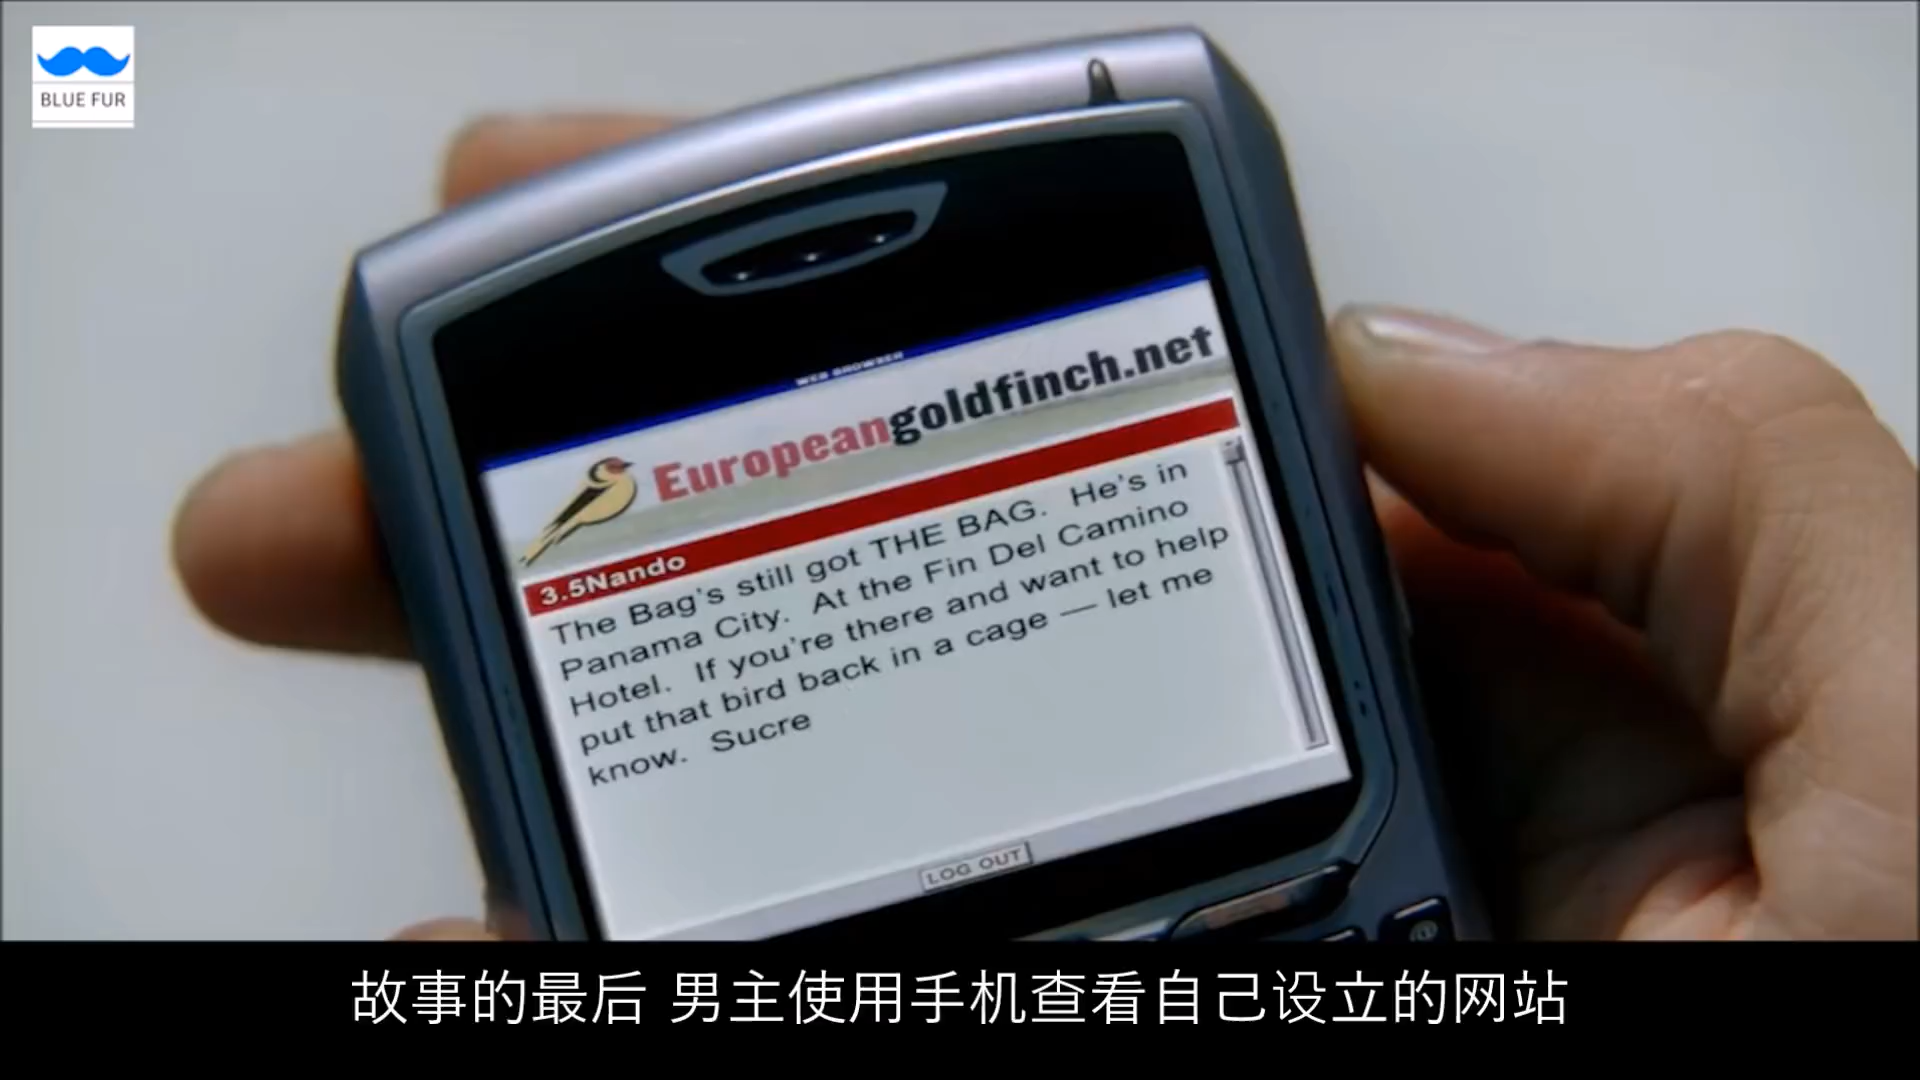 BLUE FUR
WEB BROWSER
Europeangoldfinch.net
3.5Nando
The Bag's still got THE BAG. He's in
Panama City. At the Fin Del Camino
Hotel. If you're there and want to help
put that bird back in a cage — let me
know. Sucre
LOG OUT
故事的最后 男主使用手机查看自己设立的网站